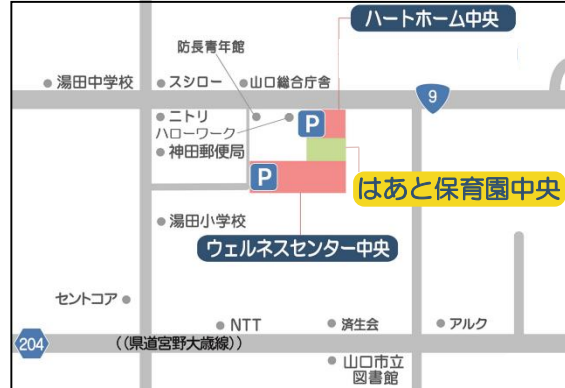 ハートホーム中央
防長青年館
湯田中学校
スシロー
山口総合庁舎
9
ニトリ
ハローワーク
P
神田郵便局
P
はあと保育園中央
湯田小学校
ウェルネスセンター中央
セントコア
NTT
済生会
アルク
204
((県道宮野大歳線))
山口市立
図書館